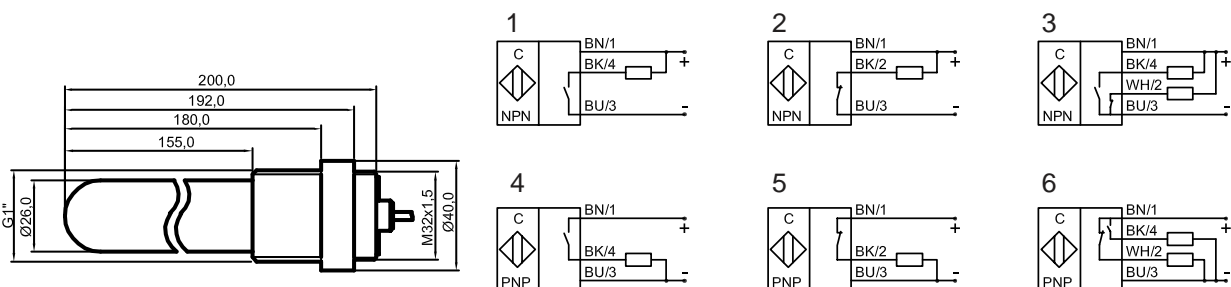 200,0
192,0
180,0
155,0
G1"
Ø26,0
M32x1,5
Ø40,0
1
C
NPN
BN/1
BK/4
BU/3
+
-
2
C
NPN
BN/1
BK/2
BU/3
+
-
3
C
NPN
BN/1
BK/4
WH/2
BU/3
+
-
4
C
PNP
BN/1
BK/4
BU/3
+
-
5
C
PNP
BN/1
BK/2
BU/3
+
-
6
C
PNP
BN/1
BK/4
WH/2
BU/3
+
-